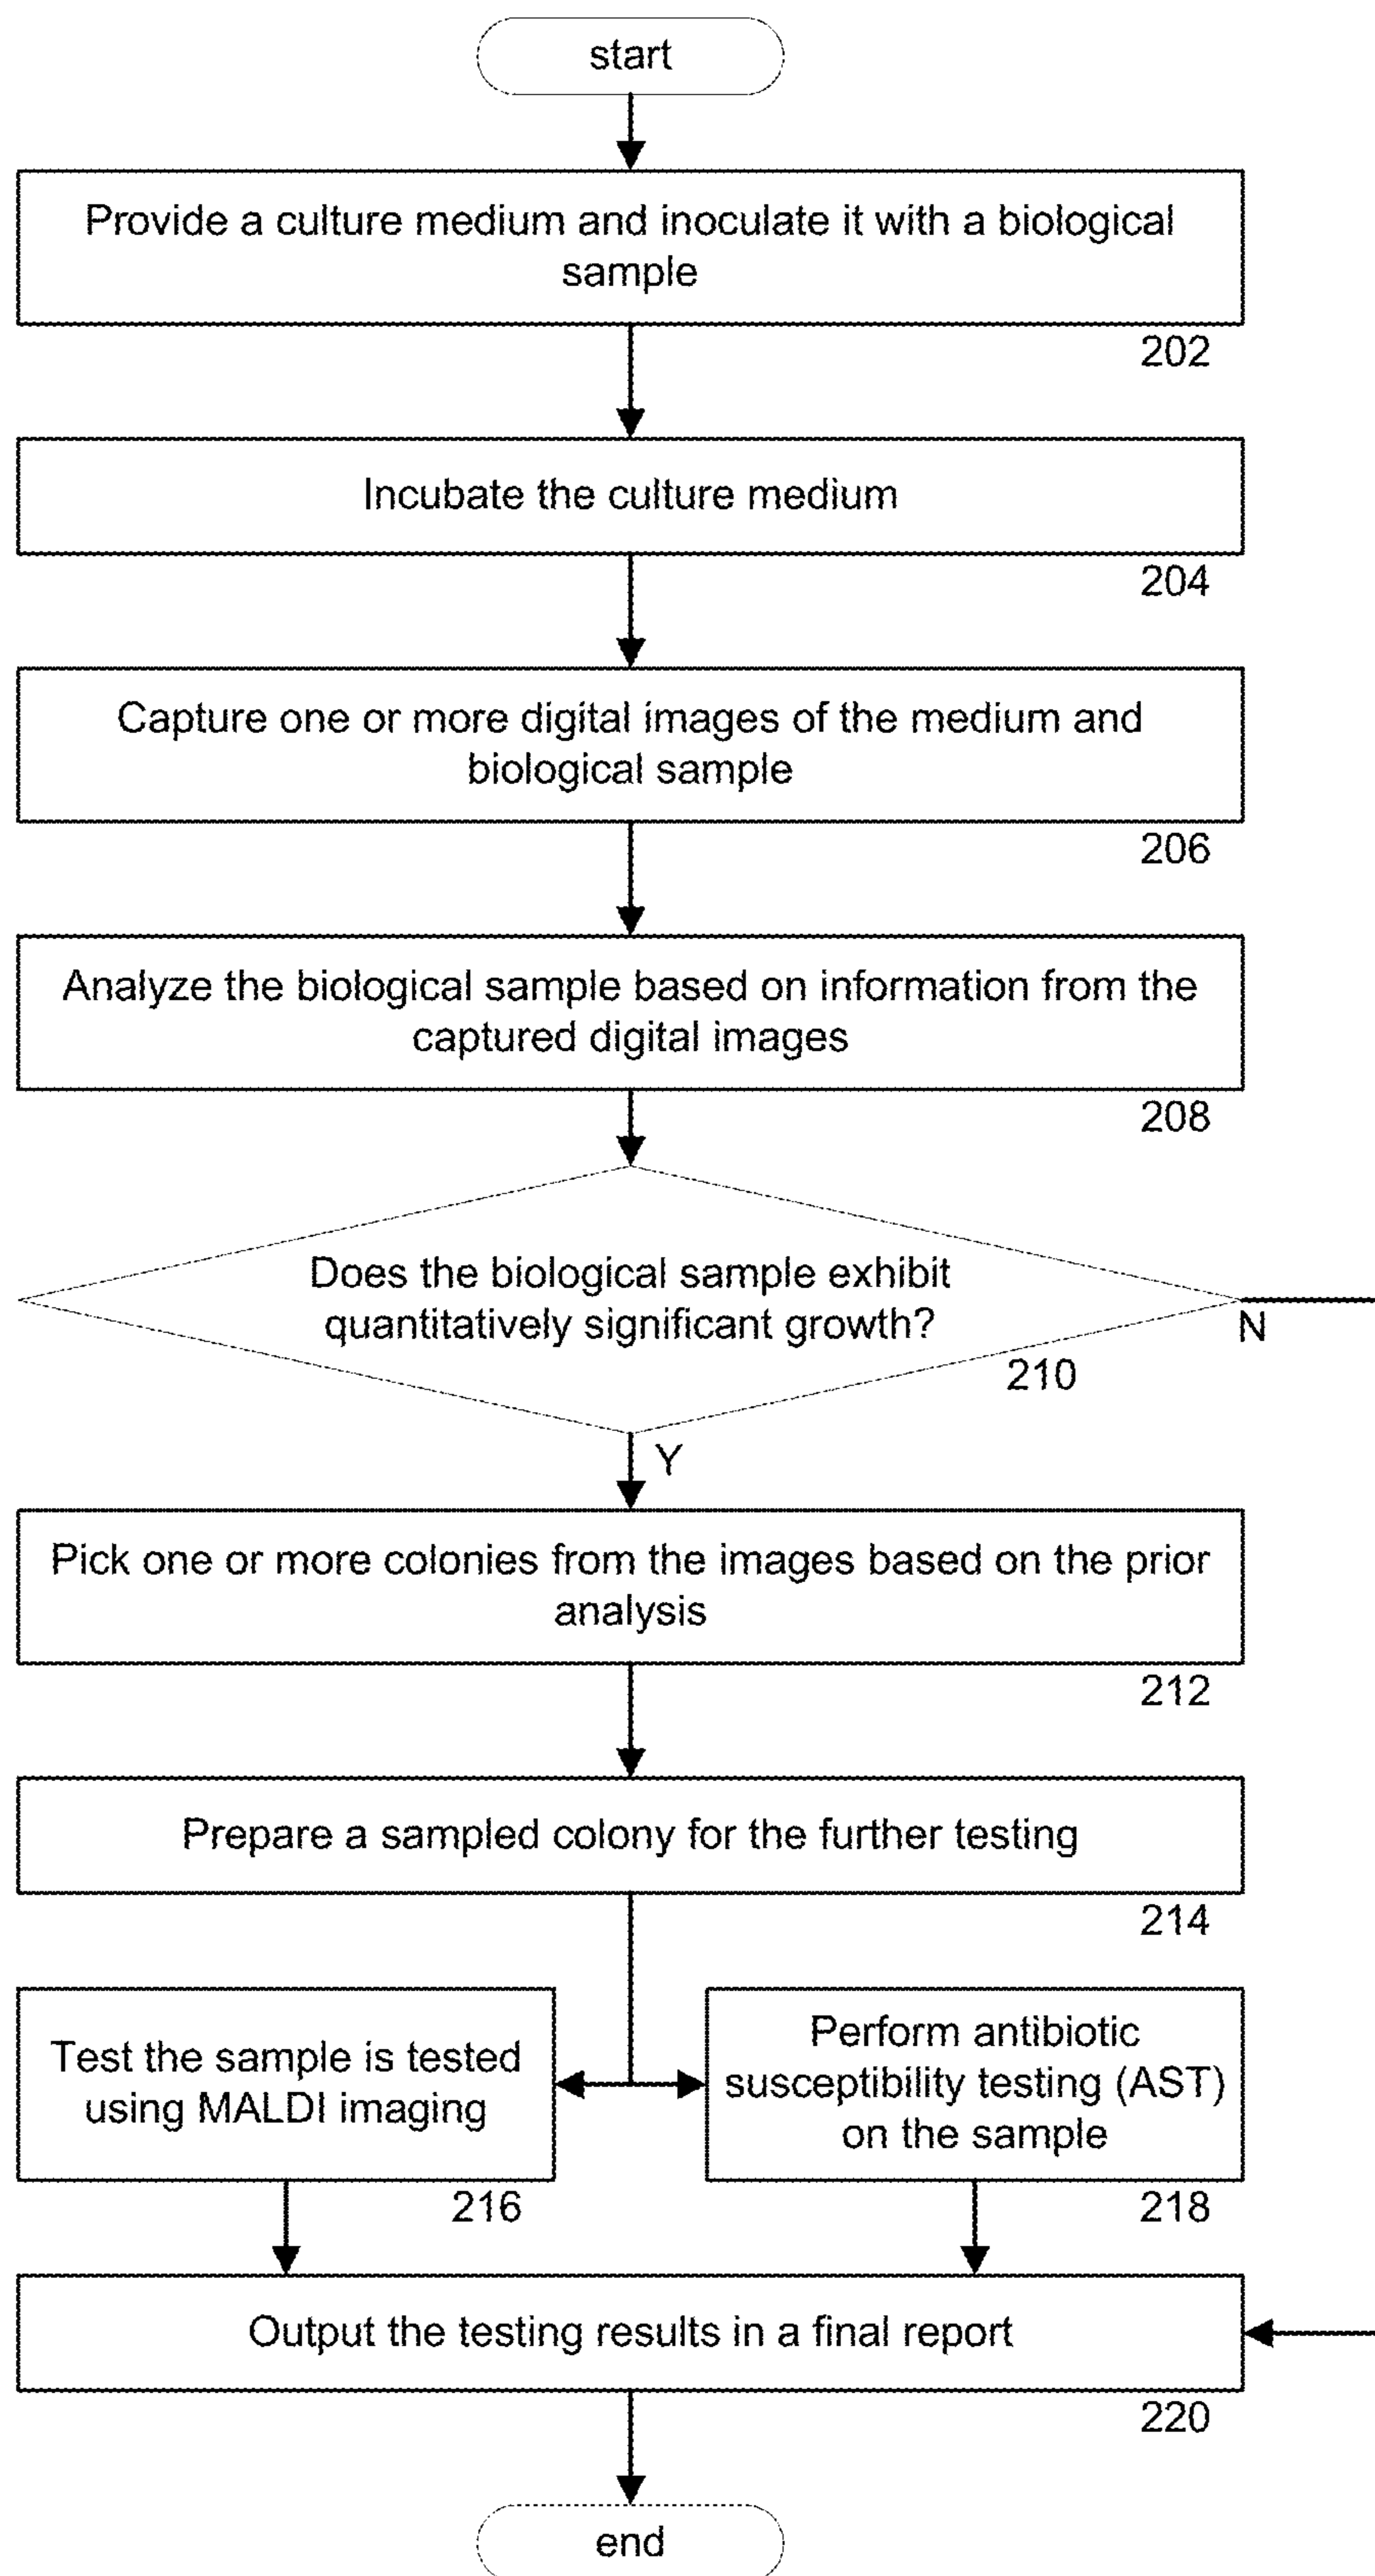 start
Provide a culture medium and inoculate it with a biological
sample
202
Incubate the culture medium
204
Capture one or more digital images of the medium and
biological sample
206
Analyze the biological sample based on information from the
captured digital images
208
Does the biological sample exhibit
quantitatively significant growth?
N
210
Y
Pick one or more colonies from the images based on the prior
analysis
212
Prepare a sampled colony for the further testing
214
Test the sample is tested
using MALDI imaging
216
Perform antibiotic
susceptibility testing (AST)
on the sample
218
Output the testing results in a final report
220
end